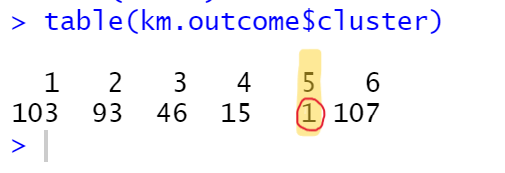 > table(km.outcome$cluster)
1 2 3 4 5 6
103 93 46 15 1 107
>